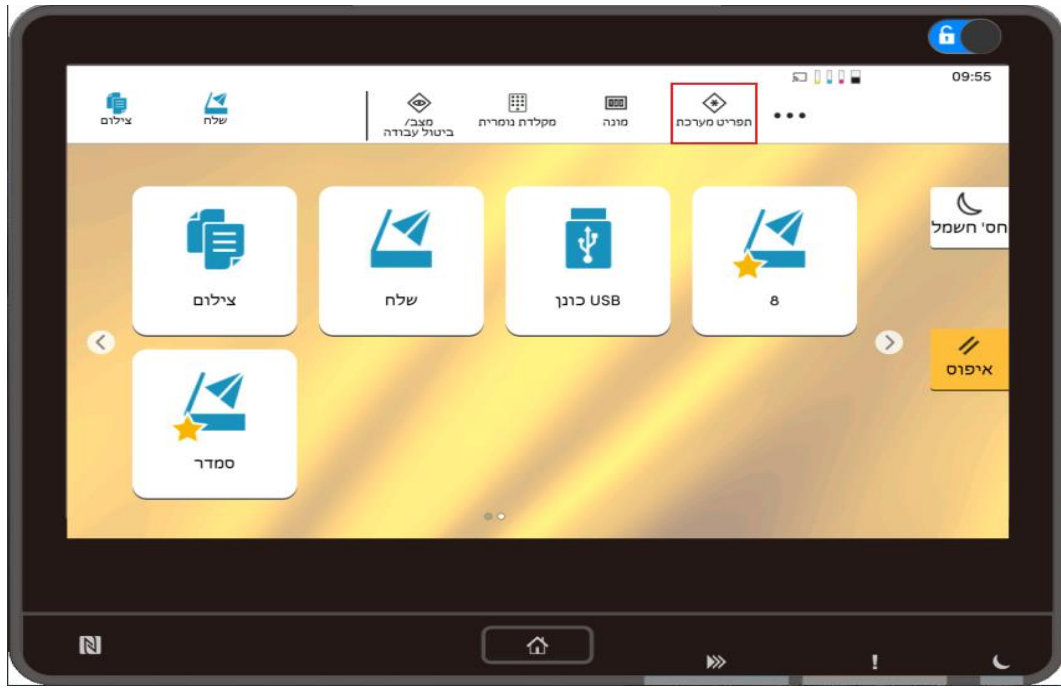 09:55
צילום
שלח
מצב/
ביטול עבודה
מקלדת נומרית
מונה
תפריט מערכת
חס' חשמל
צילום
שלח
כונן USB
8
איפוס
סמדר